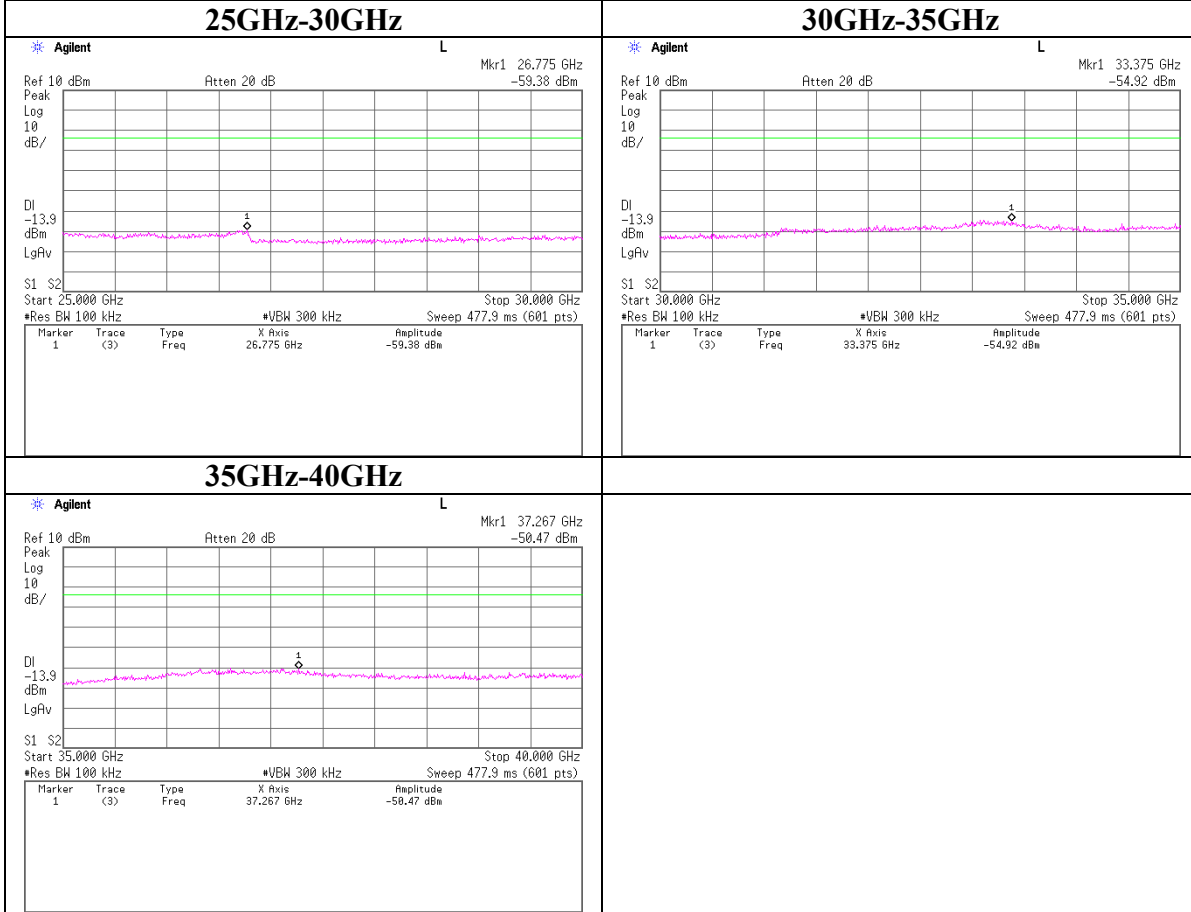 25GHz-30GHz
Agilent L
Mkr1 26.775 GHz
Ref 10 dBm Atten 20 dB -59.38 dBm
Peak
Log
10
dB/
1
DI
-13.9
dBm
LgAv
S1 S2
Start 25.000 GHz Stop 30.000 GHz
#Res BW 100 kHz #VBW 300 kHz Sweep 477.9 ms (601 pts)
Marker Trace Type X Axis Amplitude
1 (3) Freq 26.775 GHz -59.38 dBm
30GHz-35GHz
Agilent L
Mkr1 33.375 GHz
Ref 10 dBm Atten 20 dB -54.92 dBm
Peak
Log
10
dB/
1
DI
-13.9
dBm
LgAv
S1 S2
Start 30.000 GHz Stop 35.000 GHz
#Res BW 100 kHz #VBW 300 kHz Sweep 477.9 ms (601 pts)
Marker Trace Type X Axis Amplitude
1 (3) Freq 33.375 GHz -54.92 dBm
35GHz-40GHz
Agilent L
Mkr1 37.267 GHz
Ref 10 dBm Atten 20 dB -50.47 dBm
Peak
Log
10
dB/
1
DI
-13.9
dBm
LgAv
S1 S2
Start 35.000 GHz Stop 40.000 GHz
#Res BW 100 kHz #VBW 300 kHz Sweep 477.9 ms (601 pts)
Marker Trace Type X Axis Amplitude
1 (3) Freq 37.267 GHz -50.47 dBm